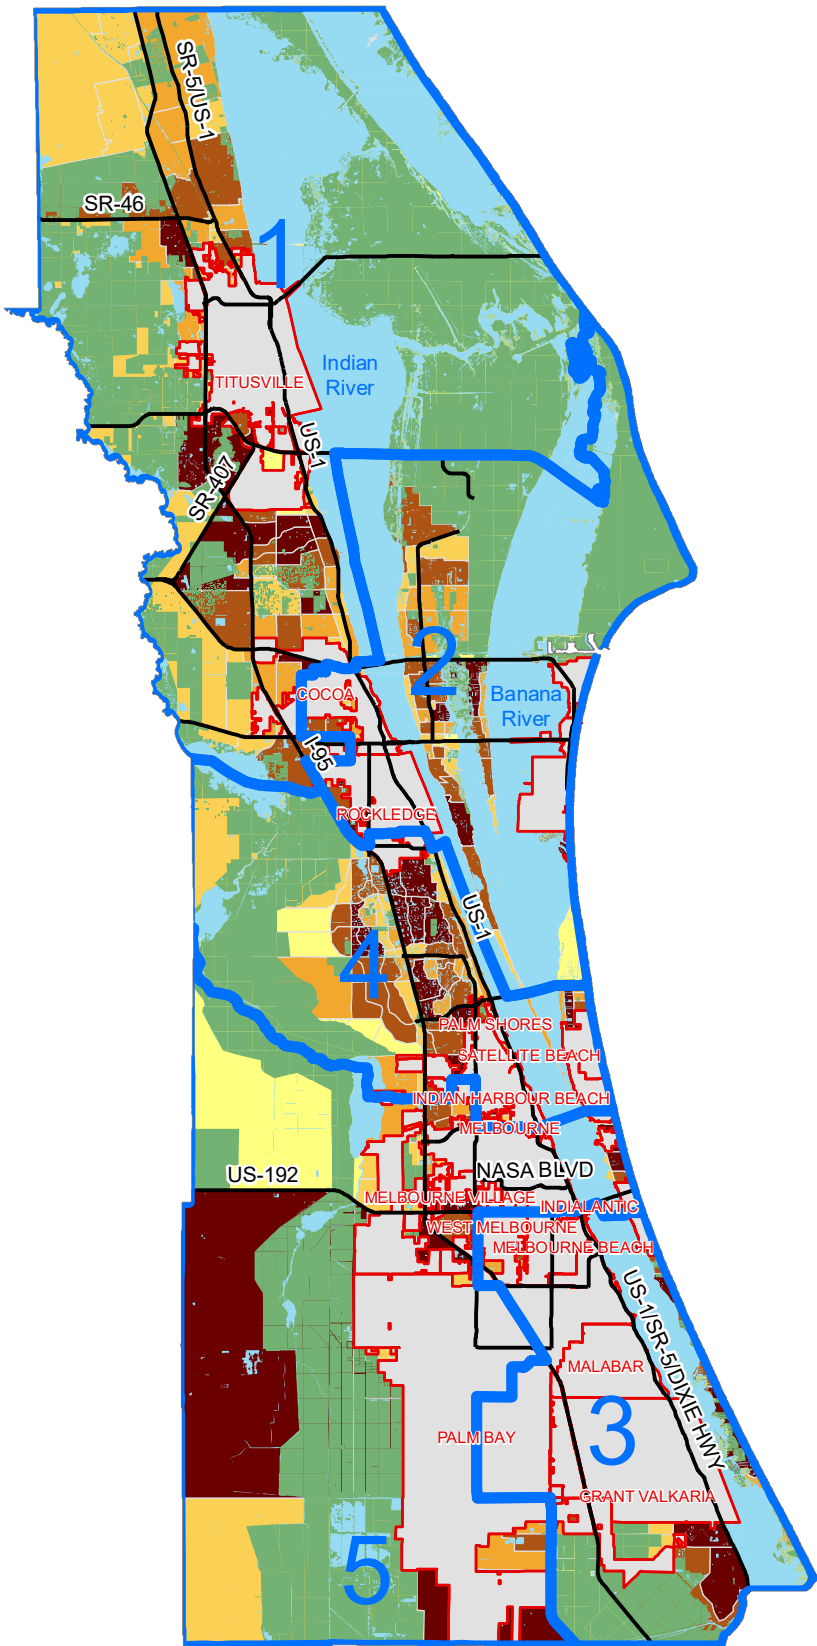 SR-5/US-1
SR-46
1
Indian
River
TITUSVILLE
US-1
SR-407
2
COCOA
Banana
River
I-95
ROCKLEDGE
US-1
4
PALM SHORES
SATELLITE BEACH
INDIAN HARBOUR BEACH
MELBOURNE
NASA BLVD
US-192
MELBOURNE VILLAGE
INDIALANTIC
WEST MELBOURNE
MELBOURNE BEACH
US-1/SR-5/DIXIE HWY
MALABAR
3
PALM BAY
GRANT VALKARIA
5